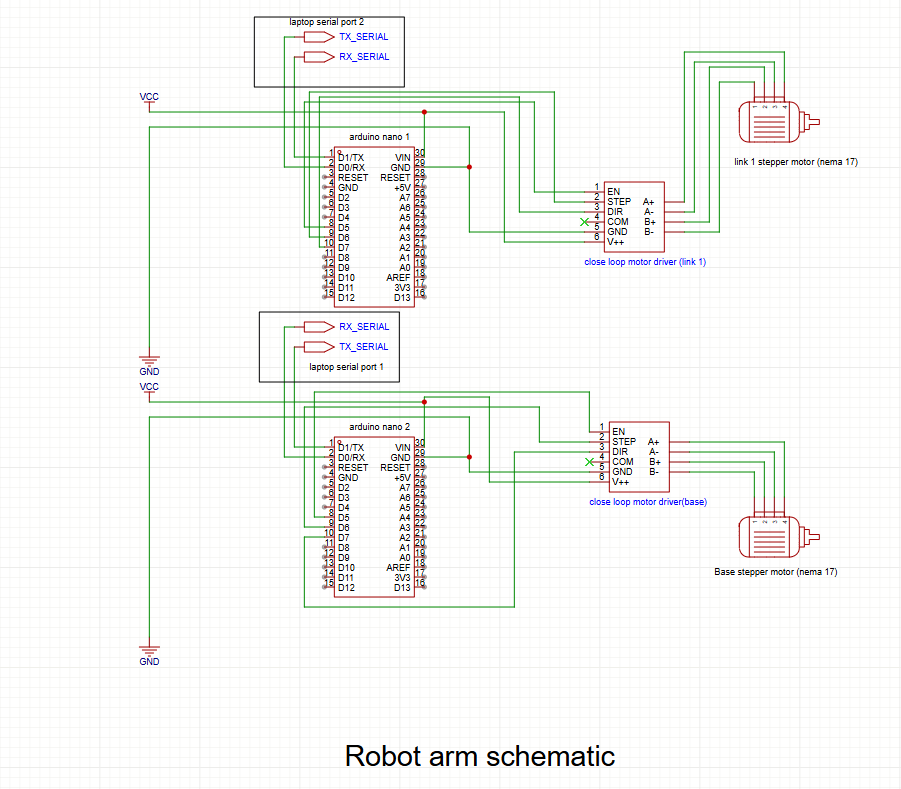 laptop serial port 2
TX_SERIAL
RX_SERIAL
VCC
arduino nano 1
1 D1/TX VIN 30
2 D0/RX GND 29
3 RESET RESET 28
4 GND +5V 27
5 D2 A7 26
6 D3 A6 25
7 D4 A5 24
8 D5 A4 23
9 D6 A3 22
10 D7 A2 21
11 D8 A1 20
12 D9 A0 19
13 D10 AREF 18
14 D11 3V3 17
15 D12 D13 16
1 EN
2 STEP A+
3 DIR A-
4 COM B+
5 GND B-
6 V++
close loop motor driver (link 1)
1 2 3 4
link 1 stepper motor (nema 17)
GND
RX_SERIAL
TX_SERIAL
laptop serial port 1
VCC
arduino nano 2
1 D1/TX VIN 30
2 D0/RX GND 29
3 RESET RESET 28
4 GND +5V 27
5 D2 A7 26
6 D3 A6 25
7 D4 A5 24
8 D5 A4 23
9 D6 A3 22
10 D7 A2 21
11 D8 A1 20
12 D9 A0 19
13 D10 AREF 18
14 D11 3V3 17
15 D12 D13 16
1 EN
2 STEP A+
3 DIR A-
4 COM B+
5 GND B-
6 V++
close loop motor driver(base)
1 2 3 4
Base stepper motor (nema 17)
GND
Robot arm schematic